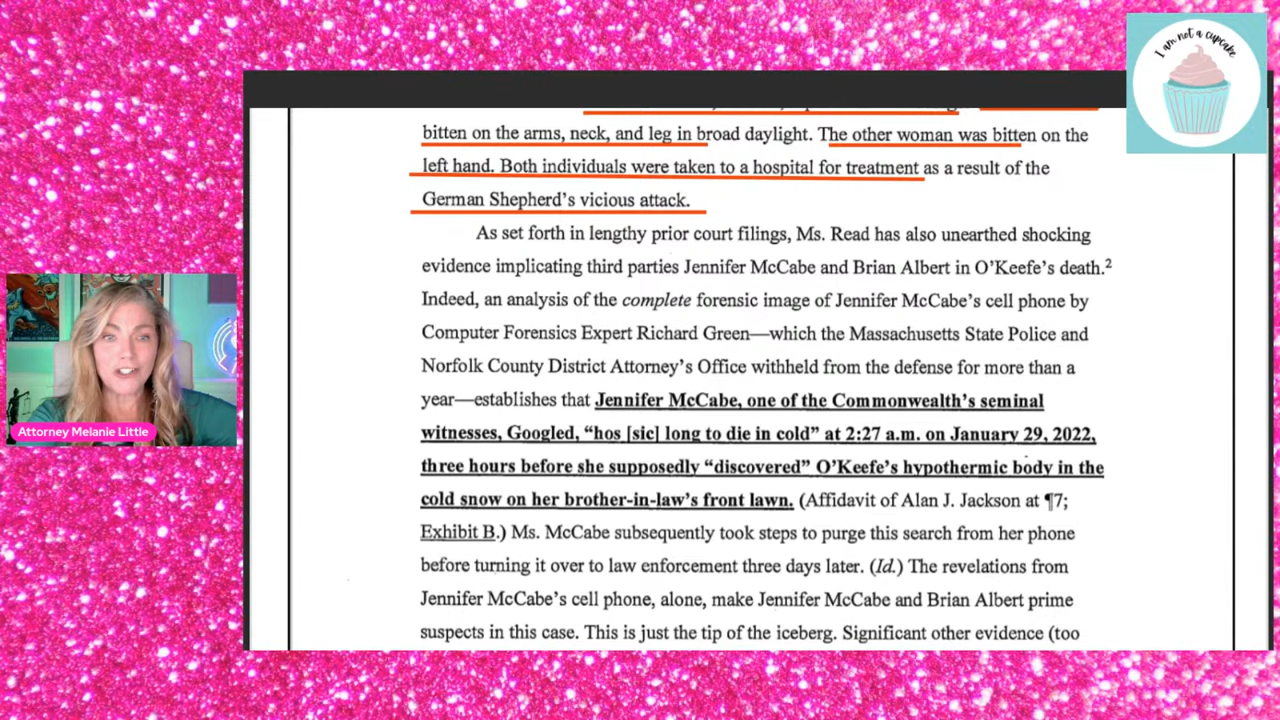 I am not a cupcake
bitten on the arms, neck, and leg in broad daylight. The other woman was bitten on the
left hand. Both individuals were taken to a hospital for treatment as a result of the
German Shepherd's vicious attack.
As set forth in lengthy prior court filings, Ms. Read has also unearthed shocking
evidence implicating third parties Jennifer McCabe and Brian Albert in O'Keefe's death.²
Indeed, an analysis of the complete forensic image of Jennifer McCabe's cell phone by
Computer Forensics Expert Richard Green—which the Massachusetts State Police and
Norfolk County District Attorney's Office withheld from the defense for more than a
year—establishes that Jennifer McCabe, one of the Commonwealth's seminal
witnesses, Googled, "hos [sic] long to die in cold" at 2:27 a.m. on January 29, 2022,
three hours before she supposedly "discovered" O'Keefe's hypothermic body in the
cold snow on her brother-in-law's front lawn. (Affidavit of Alan J. Jackson at ¶7;
Exhibit B.) Ms. McCabe subsequently took steps to purge this search from her phone
before turning it over to law enforcement three days later. (Id.) The revelations from
Jennifer McCabe's cell phone, alone, make Jennifer McCabe and Brian Albert prime
suspects in this case. This is just the tip of the iceberg. Significant other evidence (too
Attorney Melanie Little